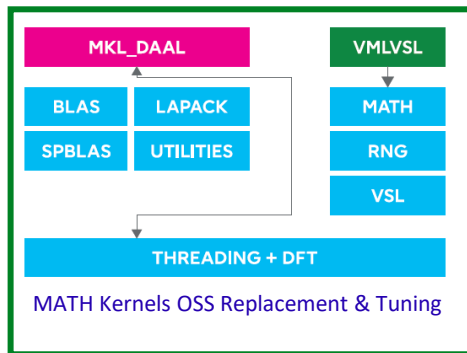 MKL_DAAL
VMLVSL
BLAS
LAPACK
MATH
SPBLAS
UTILITIES
RNG
VSL
THREADING + DFT
MATH Kernels OSS Replacement & Tuning